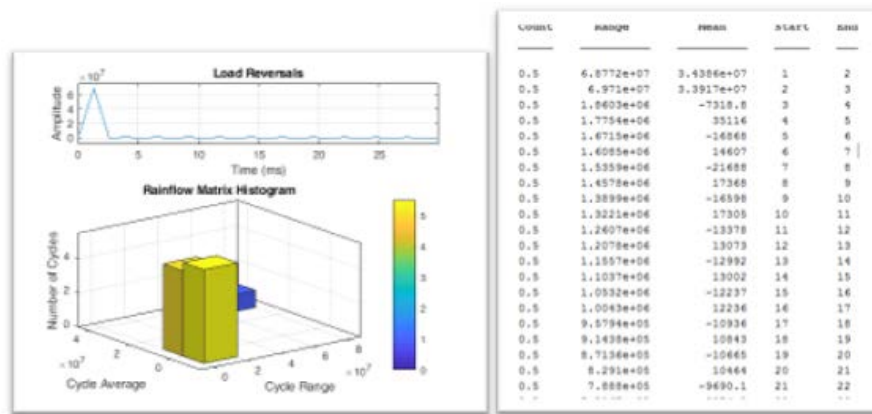 Load Reversals
×10⁷
6
4
2
0
Amplitude
0 5 10 15 20 25
Time (ms)
Rainflow Matrix Histogram
Number of Cycles
4
2
0
4
2
0
×10⁷
Cycle Average
0 2 4 6 8
×10⁷
Cycle Range
5
4
3
2
1
0
Count Range Mean Start End
0.5 6.8772e+07 3.4386e+07 1 2
0.5 6.971e+07 3.3917e+07 2 3
0.5 1.8603e+06 -7318.8 3 4
0.5 1.7754e+06 35116 4 5
0.5 1.6715e+06 -16868 5 6
0.5 1.6085e+06 14607 6 7
0.5 1.5359e+06 -21688 7 8
0.5 1.4578e+06 17368 8 9
0.5 1.3899e+06 -16598 9 10
0.5 1.3221e+06 17305 10 11
0.5 1.2607e+06 -13378 11 12
0.5 1.2078e+06 13073 12 13
0.5 1.1557e+06 -12992 13 14
0.5 1.1037e+06 13002 14 15
0.5 1.0532e+06 -12237 15 16
0.5 1.0043e+06 12236 16 17
0.5 9.5794e+05 -10936 17 18
0.5 9.1438e+05 10843 18 19
0.5 8.7136e+05 -10665 19 20
0.5 8.291e+05 10464 20 21
0.5 7.888e+05 -9690.1 21 22